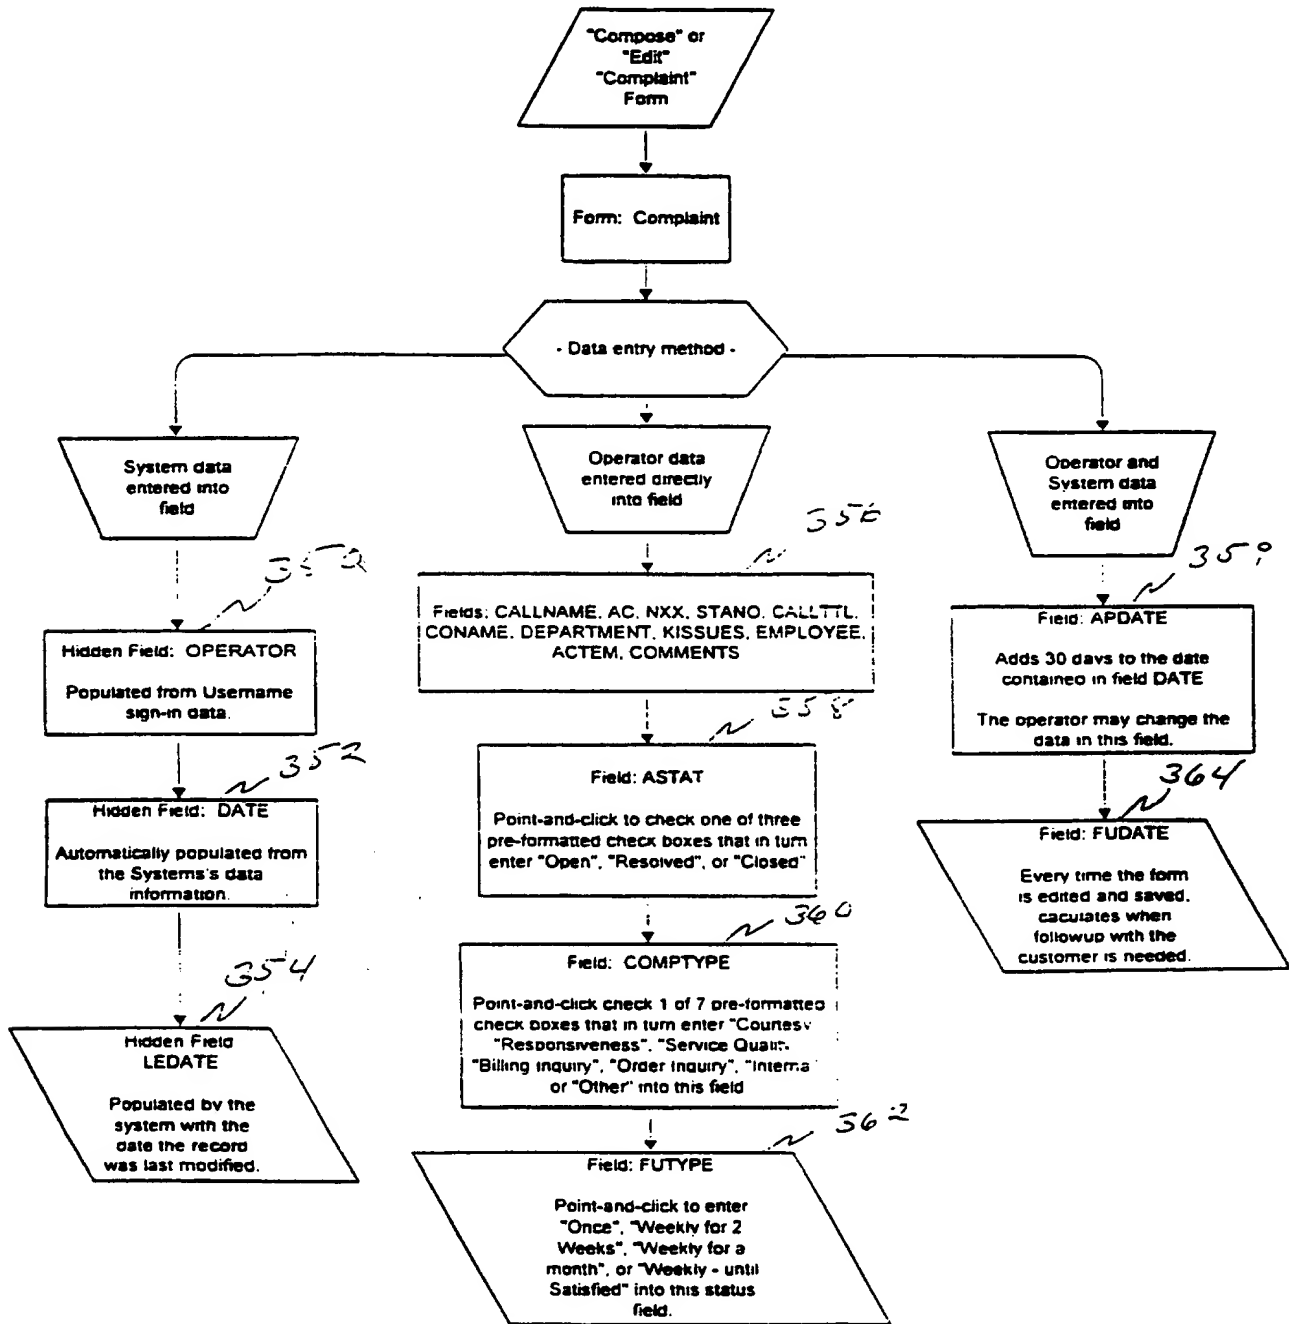 "Compose" or
"Edit"
"Complaint"
Form
Form: Complaint
- Data entry method -
System data
entered into
field
Operator data
entered directly
into field
Operator and
System data
entered into
field
Hidden Field: OPERATOR
Populated from Username
sign-in data.
352
Hidden Field: DATE
Automatically populated from
the Systems's data
information.
354
Hidden Field
LEDATE
Populated by the
system with the
date the record
was last modified.
356
Fields: CALLNAME, AC, NXX, STANO, CALLTTL,
CONAME, DEPARTMENT, KISSUES, EMPLOYEE,
ACTEM, COMMENTS
358
Field: ASTAT
Point-and-click to check one of three
pre-formatted check boxes that in turn
enter "Open", "Resolved", or "Closed"
360
Field: COMPTYPE
Point-and-click check 1 of 7 pre-formatted
check boxes that in turn enter "Courtesy
"Responsiveness", "Service
"Billing Inquiry", "Order Inquiry", "Interna
or "Other" into this field
362
Field: FUTYPE
Point-and-click to enter
"Once", "Weekly for 2
Weeks", "Weekly for a
month", or "Weekly - until
Satisfied" into this status
field.
Field: APDATE
Adds 30 days to the date
contained in field DATE
The operator may change the
data in this field.
364
Field: FUDATE
Every time the form
is edited and saved,
caculates when
followup with the
customer is needed.